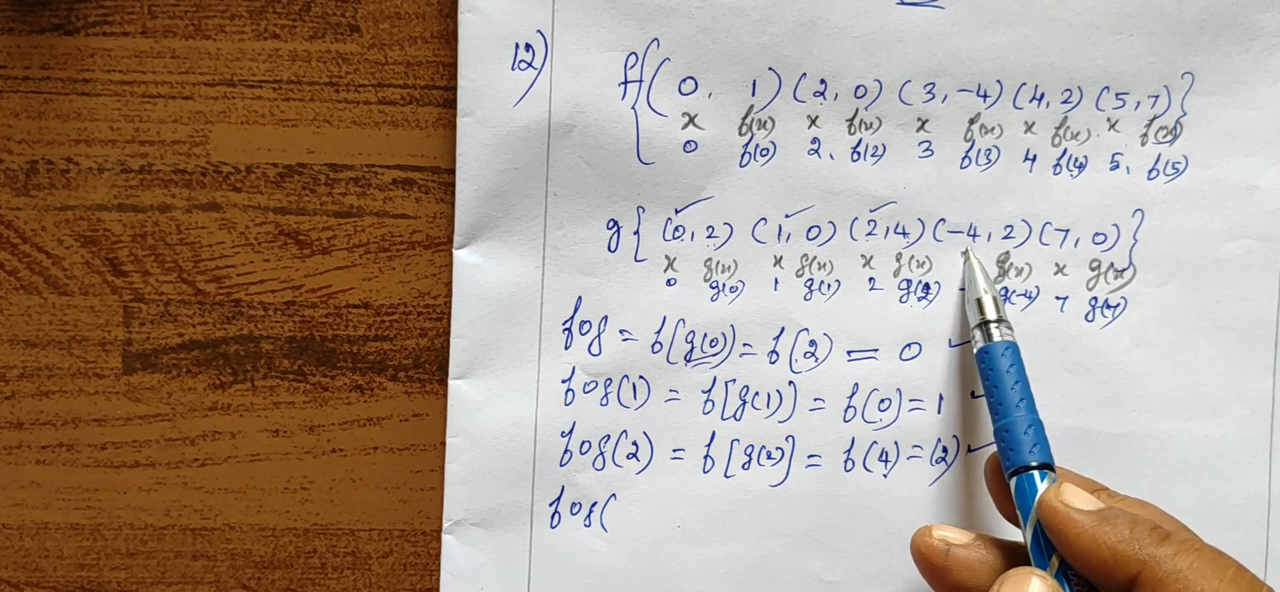 12)
f{(0, 1) (2, 0) (3, -4) (4, 2) (5, 7)}
x f(x) x f(x) x f(x) x f(x) x f(x)
0 f(0) 2, f(2) 3 f(3) 4 f(4) 5, f(5)
g{ (0, 2) (1, 0) (2, 4) (-4, 2) (7, 0)}
x g(x) x g(x) x g(x) g(x) x g(x)
0 g(0) 1 g(1) 2 g(2) g(-4) 7 g(7)
fog = f[g(0)] = f(2) = 0
fog(1) = f[g(1)] = f(0) = 1
fog(2) = f[g(2)] = f(4) = (2)
fog(